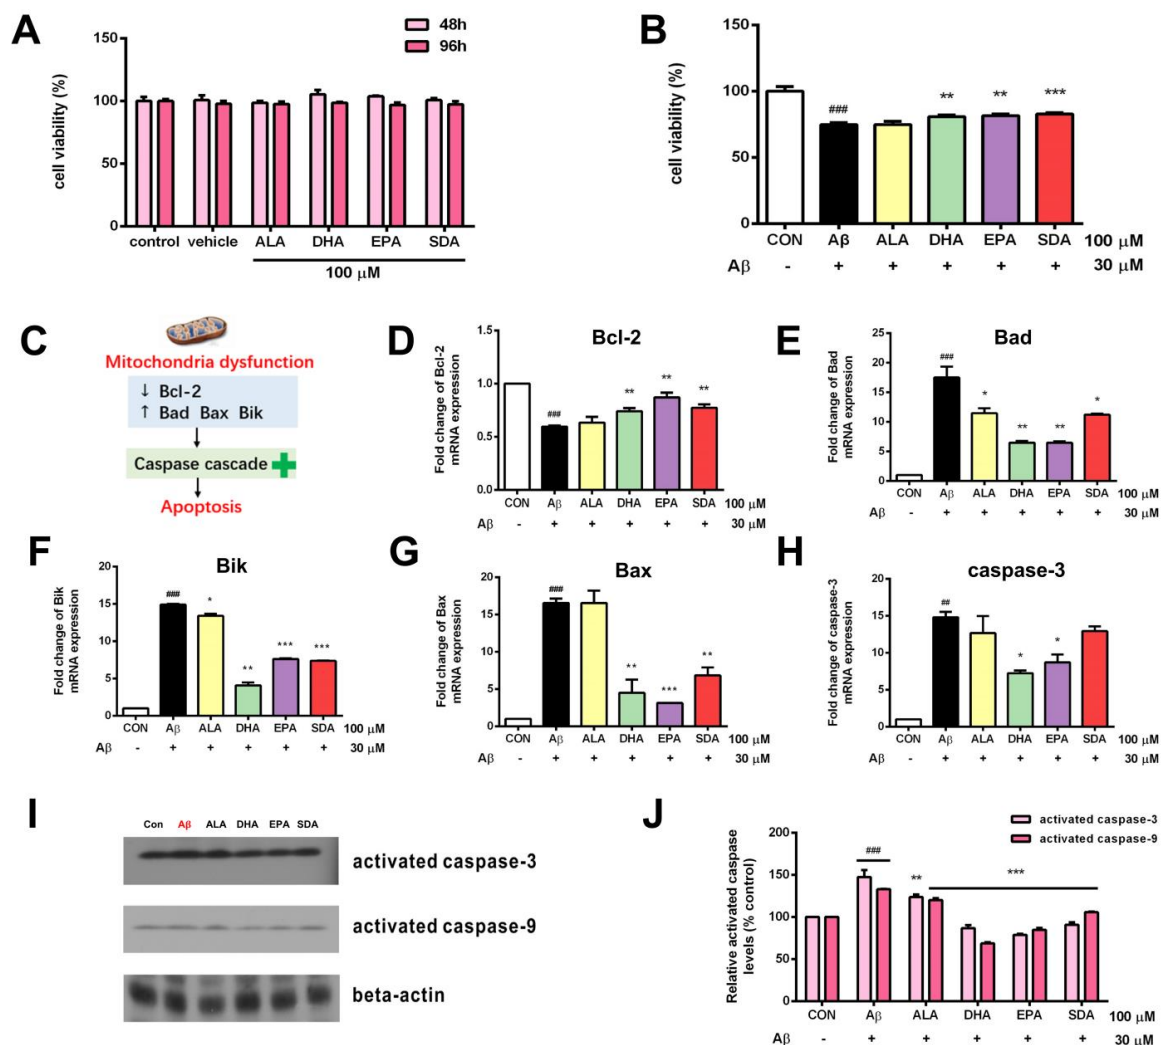 A
48h
96h
cell viability (%)
150
100
50
0
control vehicle ALA DHA EPA SDA
100 μM
B
cell viability (%)
150
100
50
0
###
**
**
***
CON Aβ ALA DHA EPA SDA 100 μM
Aβ - + + + + + 30 μM
C
Mitochondria dysfunction
↓ Bcl-2
↑ Bad Bax Bik
Caspase cascade
Apoptosis
D
Bcl-2
Fold change of Bcl-2
mRNA expression
1.5
1.0
0.5
0.0
###
**
**
**
CON Aβ ALA DHA EPA SDA 100 μM
Aβ - + + + + + 30 μM
E
Bad
Fold change of Bad
mRNA expression
25
20
15
10
5
0
###
*
**
**
*
CON Aβ ALA DHA EPA SDA 100 μM
Aβ - + + + + + 30 μM
F
Bik
Fold change of Bik
mRNA expression
20
15
10
5
0
###
*
**
***
***
CON Aβ ALA DHA EPA SDA 100 μM
Aβ - + + + + + 30 μM
G
Bax
Fold change of Bax
mRNA expression
20
15
10
5
0
###
**
***
**
CON Aβ ALA DHA EPA SDA 100 μM
Aβ - + + + + + 30 μM
H
caspase-3
Fold change of caspase-3
mRNA expression
20
15
10
5
0
##
*
*
CON Aβ ALA DHA EPA SDA 100 μM
Aβ - + + + + + 30 μM
I
Con Aβ ALA DHA EPA SDA
activated caspase-3
activated caspase-9
beta-actin
J
activated caspase-3
activated caspase-9
Relative activated caspase
levels (% control)
200
150
100
50
0
###
**
***
CON Aβ ALA DHA EPA SDA 100 μM
Aβ - + + + + + 30 μM